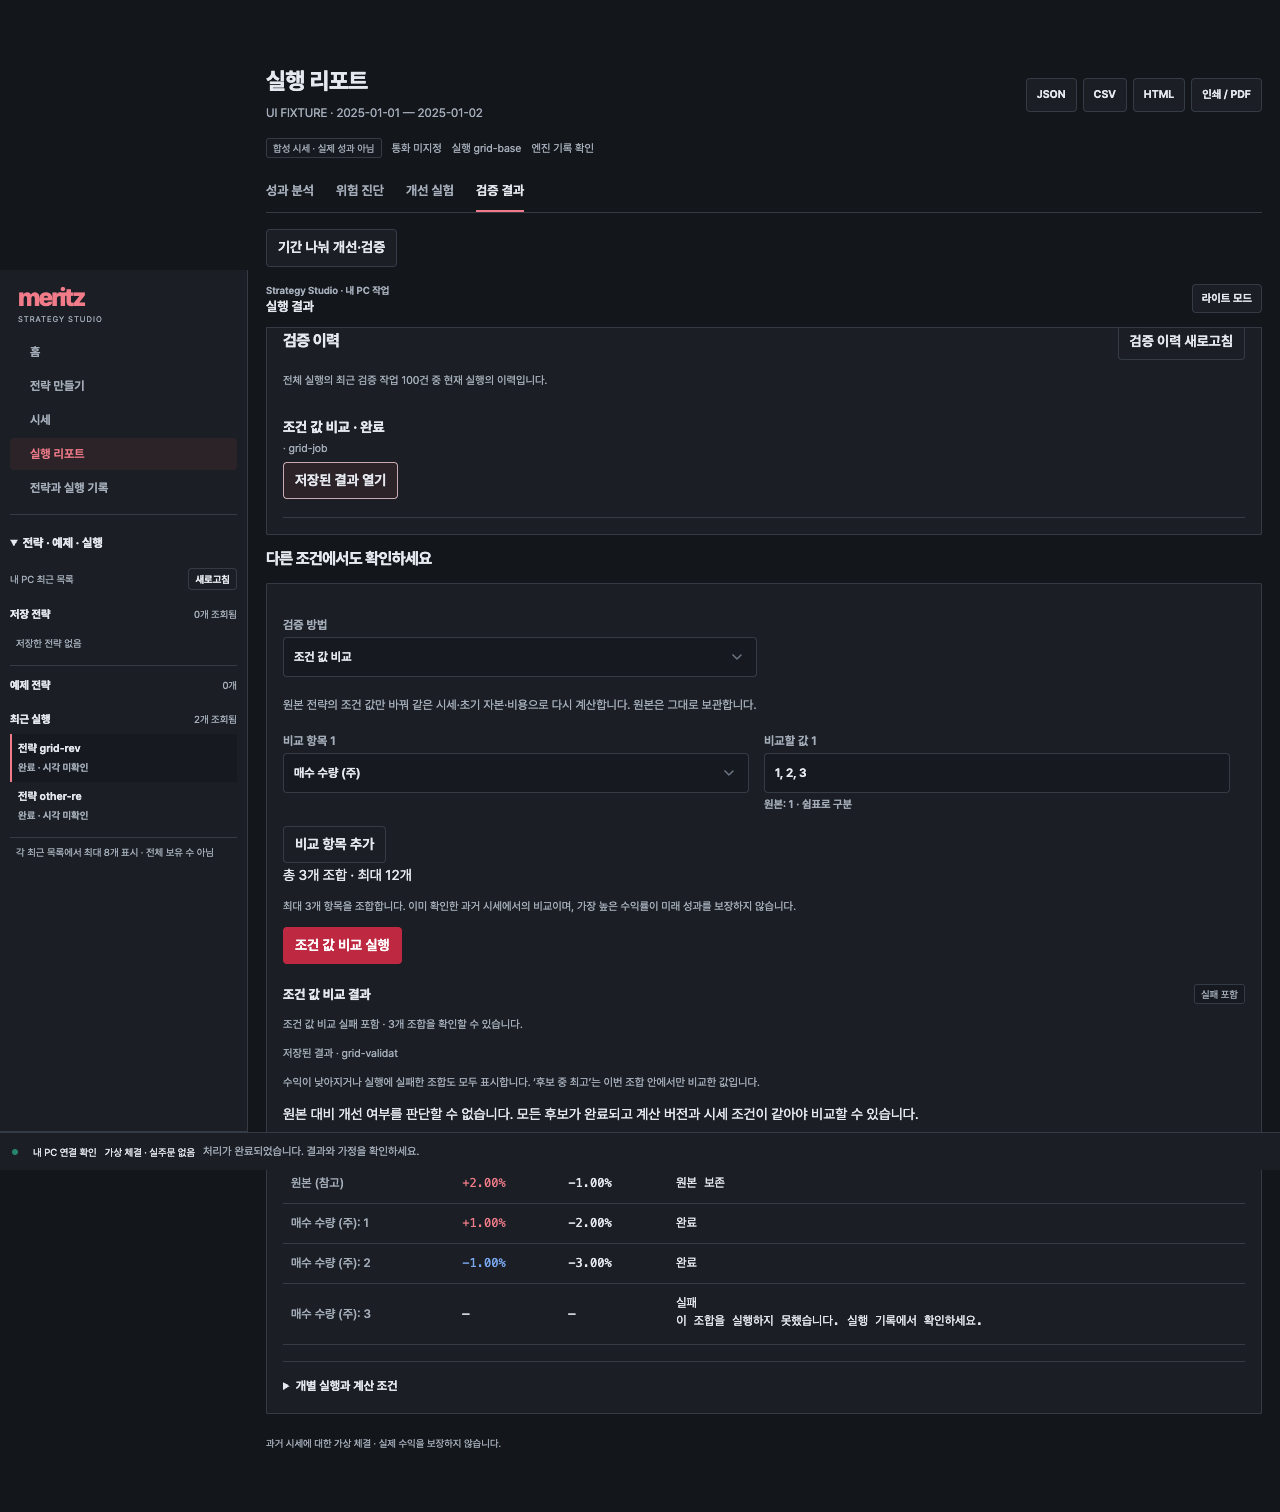 실행 리포트
UI FIXTURE · 2025-01-01 — 2025-01-02
JSON
CSV
HTML
인쇄 / PDF
합성 시세 · 실제 성과 아님
통화 미지정
실행 grid-base
엔진 기록 확인
성과 분석
위험 진단
개선 실험
검증 결과
기간 나눠 개선·검증
meritz
STRATEGY STUDIO
홈
전략 만들기
시세
실행 리포트
전략과 실행 기록
▼ 전략 · 예제 · 실행
내 PC 최근 목록
새로고침
저장 전략
0개 조회됨
저장한 전략 없음
예제 전략
0개
최근 실행
2개 조회됨
전략 grid-rev
완료 · 시각 미확인
전략 other-re
완료 · 시각 미확인
각 최근 목록에서 최대 8개 표시 · 전체 보유 수 아님
Strategy Studio · 내 PC 작업
실행 결과
라이트 모드
검증 이력
검증 이력 새로고침
전체 실행의 최근 검증 작업 100건 중 현재 실행의 이력입니다.
조건 값 비교 · 완료
· grid-job
저장된 결과 열기
다른 조건에서도 확인하세요
검증 방법
조건 값 비교
원본 전략의 조건 값만 바꿔 같은 시세·초기 자본·비용으로 다시 계산합니다. 원본은 그대로 보관합니다.
비교 항목 1
비교할 값 1
매수 수량 (주)
1, 2, 3
원본: 1 · 쉼표로 구분
비교 항목 추가
총 3개 조합 · 최대 12개
최대 3개 항목을 조합합니다. 이미 확인한 과거 시세에서의 비교이며, 가장 높은 수익률이 미래 성과를 보장하지 않습니다.
조건 값 비교 실행
조건 값 비교 결과
실패 포함
조건 값 비교 실패 포함 · 3개 조합을 확인할 수 있습니다.
저장된 결과 · grid-validat
수익이 낮아지거나 실행에 실패한 조합도 모두 표시합니다. ‘후보 중 최고’는 이번 조합 안에서만 비교한 값입니다.
원본 대비 개선 여부를 판단할 수 없습니다. 모든 후보가 완료되고 계산 버전과 시세 조건이 같아야 비교할 수 있습니다.
내 PC 연결 확인
가상 체결 · 실주문 없음
처리가 완료되었습니다. 결과와 가정을 확인하세요.
원본 (참고) +2.00% −1.00% 원본 보존
매수 수량 (주): 1 +1.00% −2.00% 완료
매수 수량 (주): 2 −1.00% −3.00% 완료
매수 수량 (주): 3 — — 실패
이 조합을 실행하지 못했습니다. 실행 기록에서 확인하세요.
▶ 개별 실행과 계산 조건
과거 시세에 대한 가상 체결 · 실제 수익을 보장하지 않습니다.